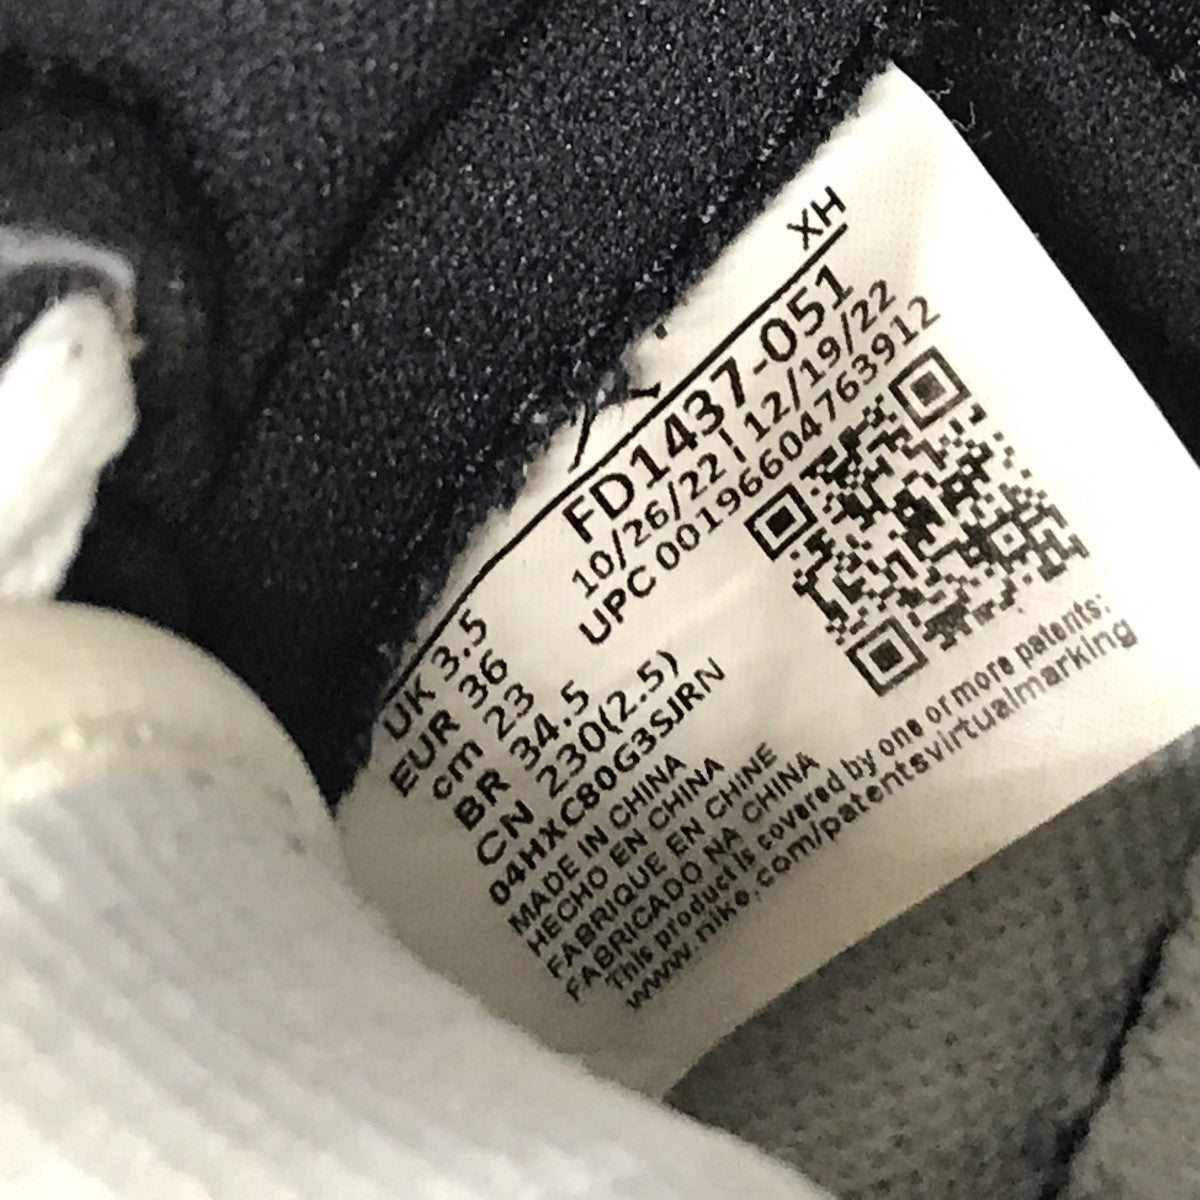 XH
FD1437-051
10/26/22 | 12/19/22
UPC 00196604763912
UK 3.5
EUR 36
cm 23
BR 34.5
CN 230(2.5)
04HXC80G3SJRN
MADE IN CHINA
HECHO EN CHINA
FABRIQUE EN CHINE
FABRICADO NA CHINA
This product is covered by one or more patents:
www.nike.com/patentsvirtualmarking